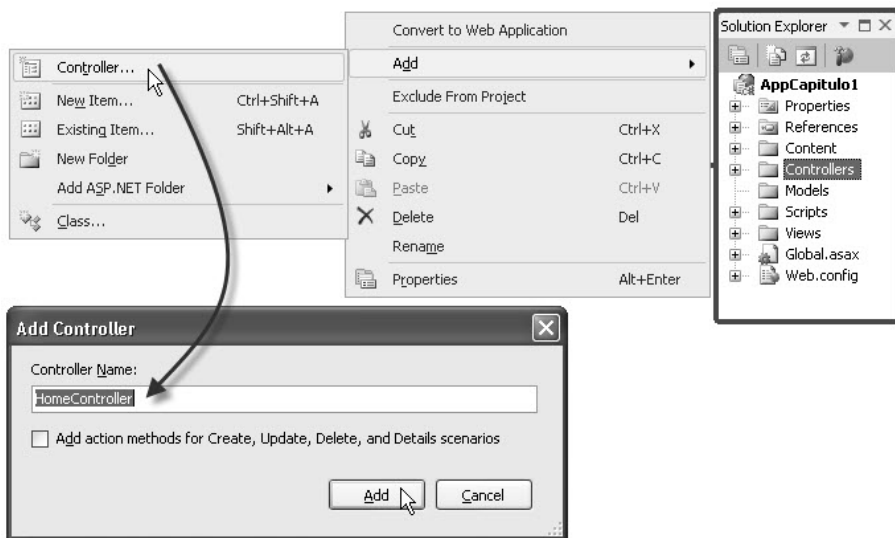 Controller...
New Item... Ctrl+Shift+A
Existing Item... Shift+Alt+A
New Folder
Add ASP.NET Folder
Class...
Convert to Web Application
Add
Exclude From Project
Cut Ctrl+X
Copy Ctrl+C
Paste Ctrl+V
Delete Del
Rename
Properties Alt+Enter
Solution Explorer
AppCapitulo1
Properties
References
Content
Controllers
Models
Scripts
Views
Global.asax
Web.config
Add Controller
Controller Name:
HomeController
Add action methods for Create, Update, Delete, and Details scenarios
Add Cancel